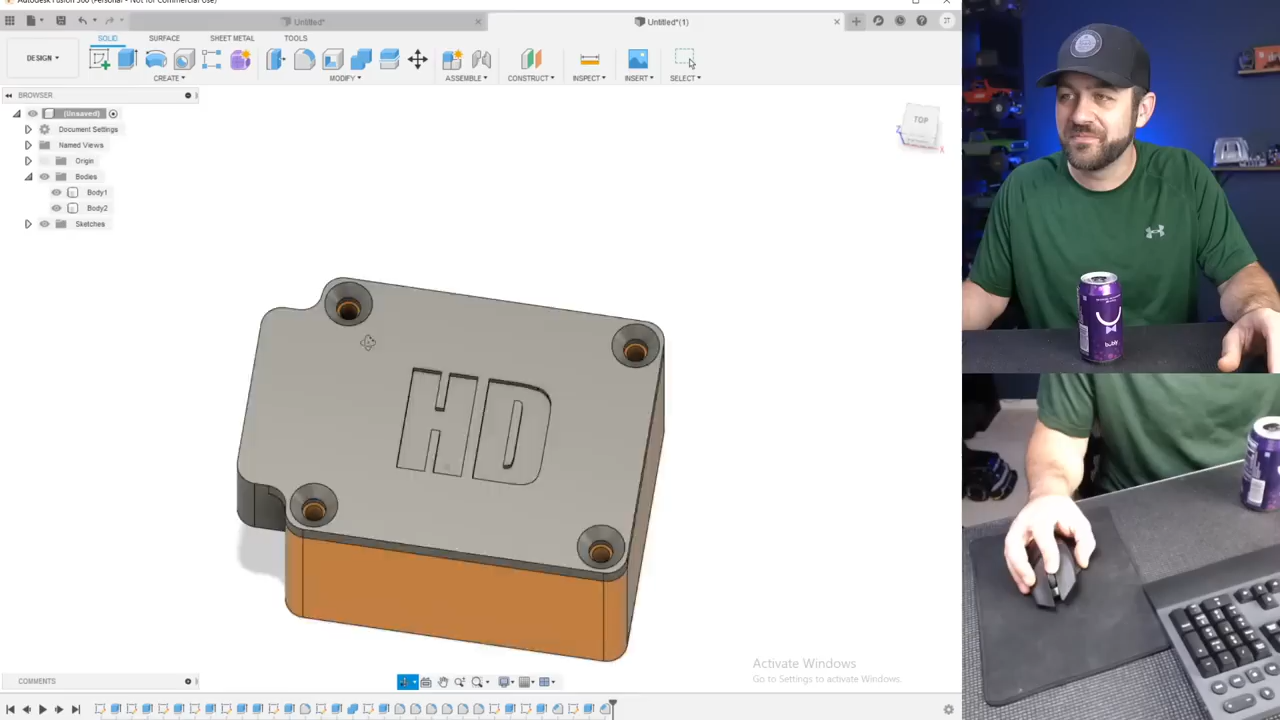 Autodesk Fusion 360 (Personal - Not for Commercial Use)
Untitled*
Untitled*(1)
JT
SOLID
SURFACE
SHEET METAL
TOOLS
DESIGN
CREATE
MODIFY
ASSEMBLE
CONSTRUCT
INSPECT
INSERT
SELECT
BROWSER
(Unsaved)
Document Settings
Named Views
Origin
Bodies
Body1
Body2
Sketches
TOP
Z
X
HD
bubly
Activate Windows
Go to Settings to activate Windows.
COMMENTS